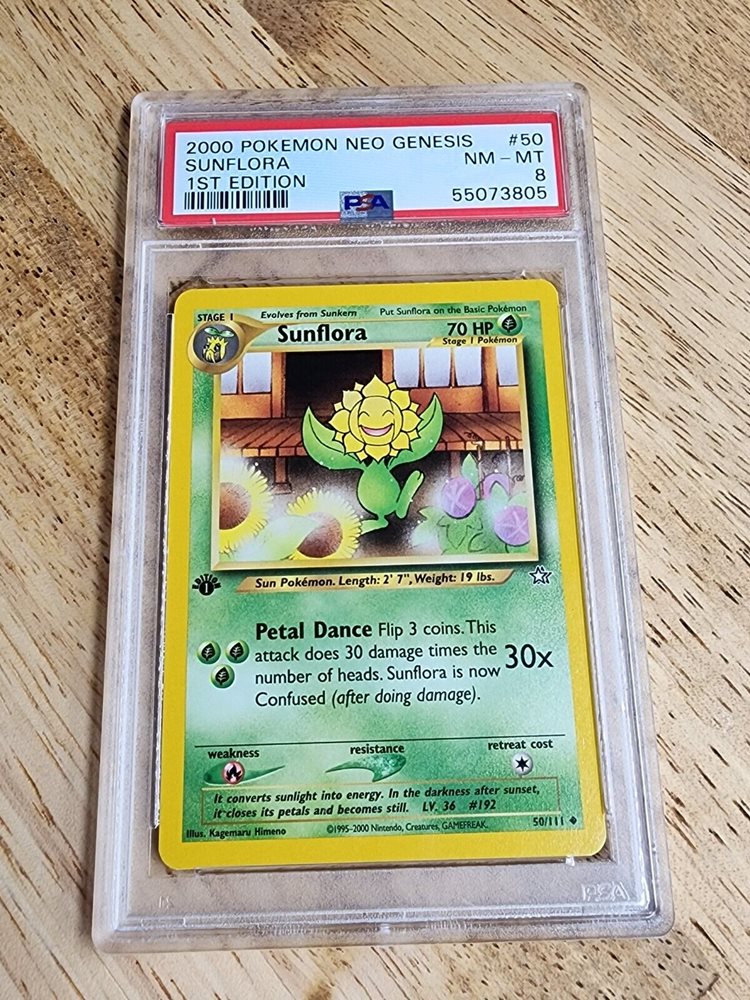 2000 POKEMON NEO GENESIS #50
SUNFLORA NM - MT
1ST EDITION 8
PSA 55073805
STAGE 1 Evolves from Sunkern Put Sunflora on the Basic Pokémon
Sunflora 70 HP
Stage 1 Pokémon
Sun Pokémon. Length: 2' 7", Weight: 19 lbs.
1
Petal Dance Flip 3 coins. This
attack does 30 damage times the
number of heads. Sunflora is now
Confused (after doing damage).
30x
weakness resistance retreat cost
It converts sunlight into energy. In the darkness after sunset,
it closes its petals and becomes still. LV. 36 #192
Illus. Kagemaru Himeno ©1995-2000 Nintendo, Creatures, GAMEFREAK. 50/111
PSA